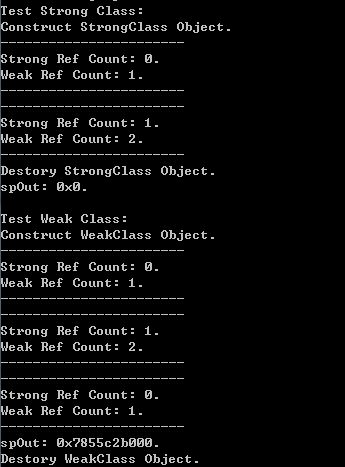 Test Strong Class:
Construct StrongClass Object.
-----------------------
Strong Ref Count: 0.
Weak Ref Count: 1.
-----------------------
-----------------------
Strong Ref Count: 1.
Weak Ref Count: 2.
-----------------------
Destory StrongClass Object.
spOut: 0x0.
Test Weak Class:
Construct WeakClass Object.
-----------------------
Strong Ref Count: 0.
Weak Ref Count: 1.
-----------------------
-----------------------
Strong Ref Count: 1.
Weak Ref Count: 2.
-----------------------
-----------------------
Strong Ref Count: 0.
Weak Ref Count: 1.
-----------------------
spOut: 0x7855c2b000.
Destory WeakClass Object.